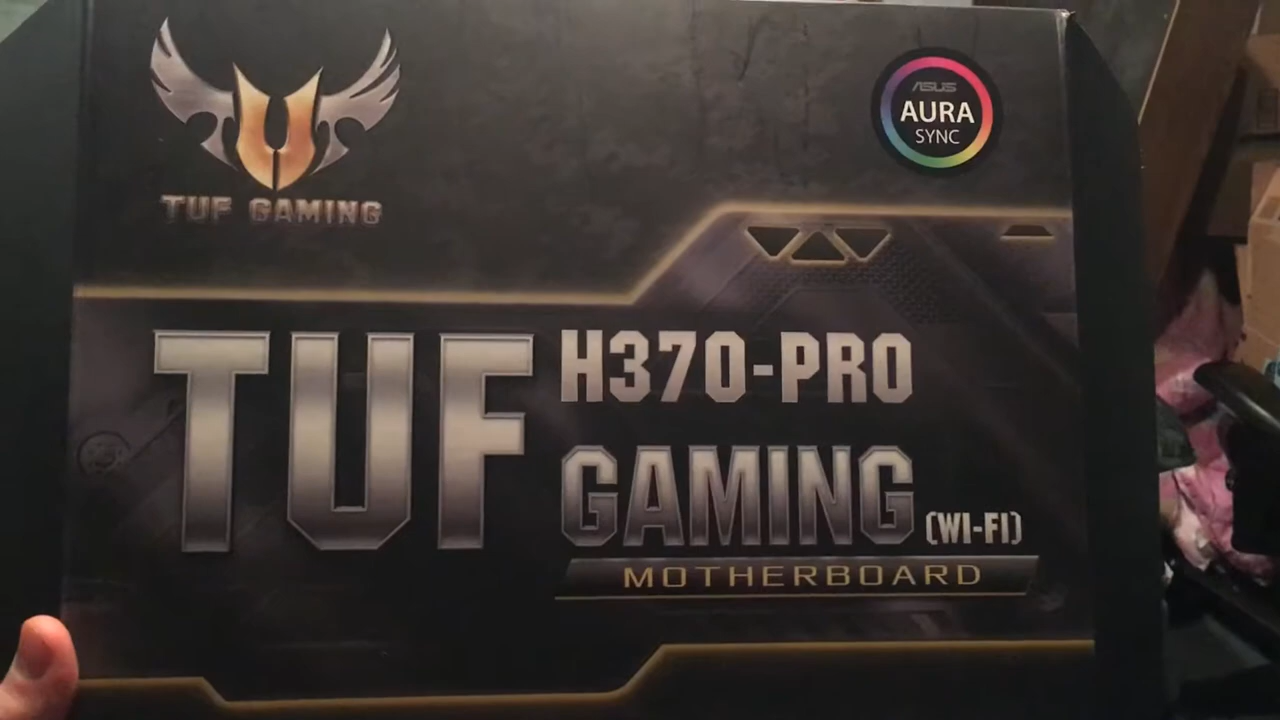 ASUS
AURA
SYNC
TUF GAMING
TUF H370-PRO
GAMING (WI-FI)
MOTHERBOARD